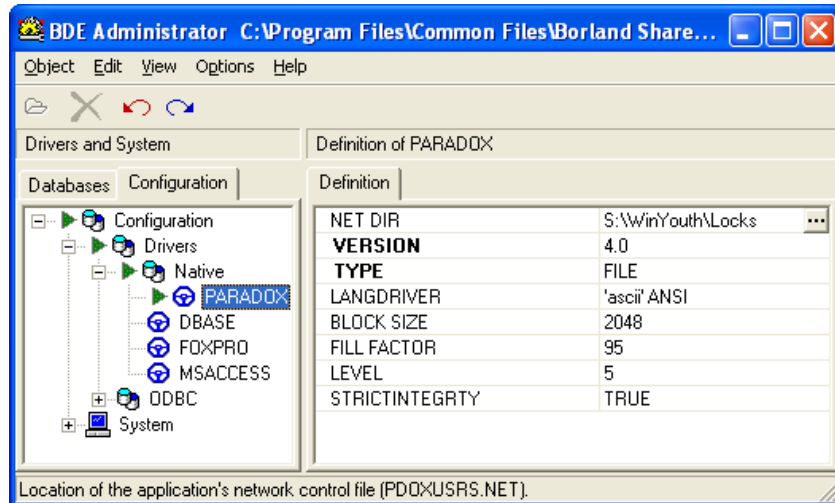 BDE Administrator C:\Program Files\Common Files\Borland Share...
Object Edit View Options Help
Drivers and System
Definition of PARADOX
Databases Configuration
Definition
Configuration
Drivers
Native
PARADOX
DBASE
FOXPRO
MSACCESS
ODBC
System
NET DIR S:\WinYouth\Locks ...
VERSION 4.0
TYPE FILE
LANGDRIVER 'ascii' ANSI
BLOCK SIZE 2048
FILL FACTOR 95
LEVEL 5
STRICTINTEGRTY TRUE
Location of the application's network control file (PDOXUSRS.NET).